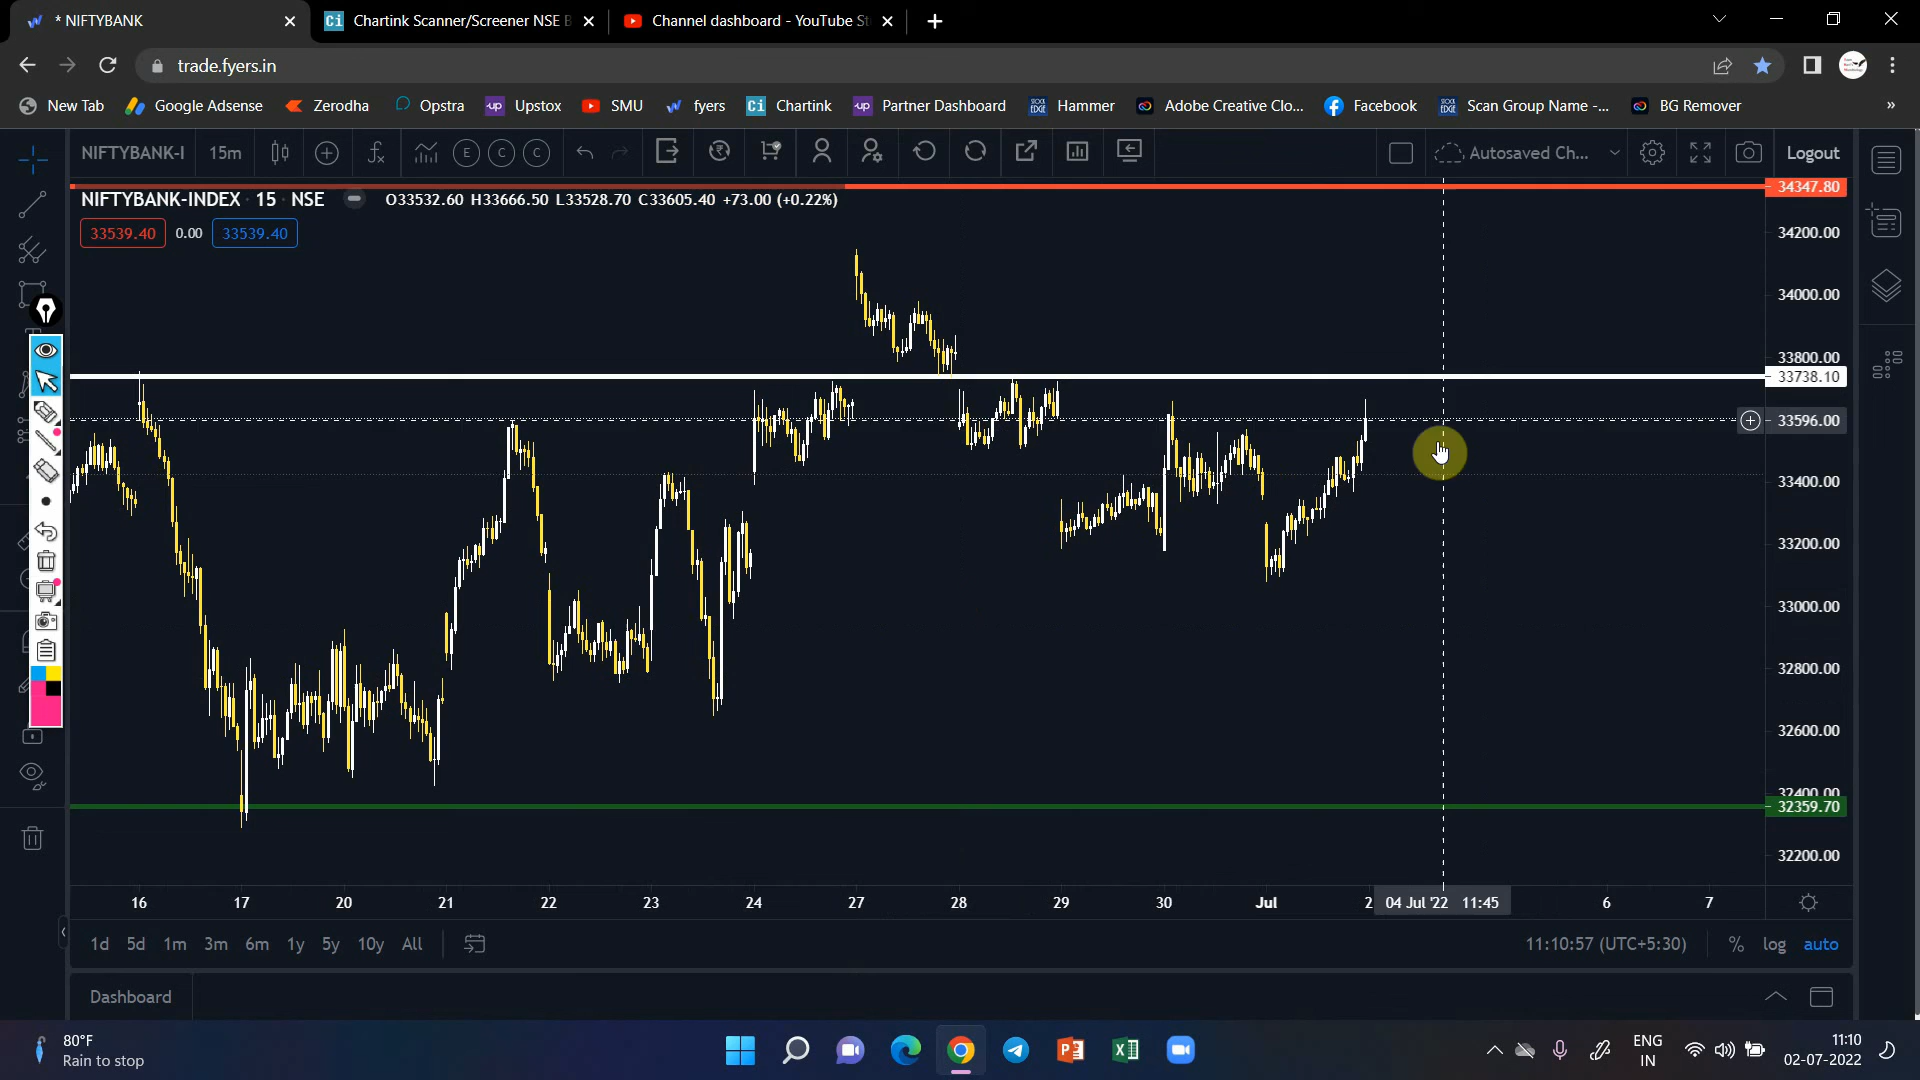 * NIFTYBANK
Chartink Scanner/Screener NSE B
Channel dashboard - YouTube St
trade.fyers.in
New Tab
Google Adsense
Zerodha
Opstra
Upstox
SMU
fyers
Chartink
Partner Dashboard
Hammer
Adobe Creative Clo...
Facebook
Scan Group Name -...
BG Remover
NIFTYBANK-I
15m
E
C
C
Autosaved Ch...
Logout
NIFTYBANK-INDEX 15 NSE
O33532.60 H33666.50 L33528.70 C33605.40 +73.00 (+0.22%)
33539.40 0.00 33539.40
34347.80
34200.00
34000.00
33800.00
33738.10
33596.00
33400.00
33200.00
33000.00
32800.00
32600.00
32400.00
32359.70
32200.00
16 17 20 21 22 23 24 27 28 29 30 Jul 2 04 Jul '22 11:45 6 7
1d 5d 1m 3m 6m 1y 5y 10y All
11:10:57 (UTC+5:30) % log auto
Dashboard
80°F
Rain to stop
ENG
IN
11:10
02-07-2022